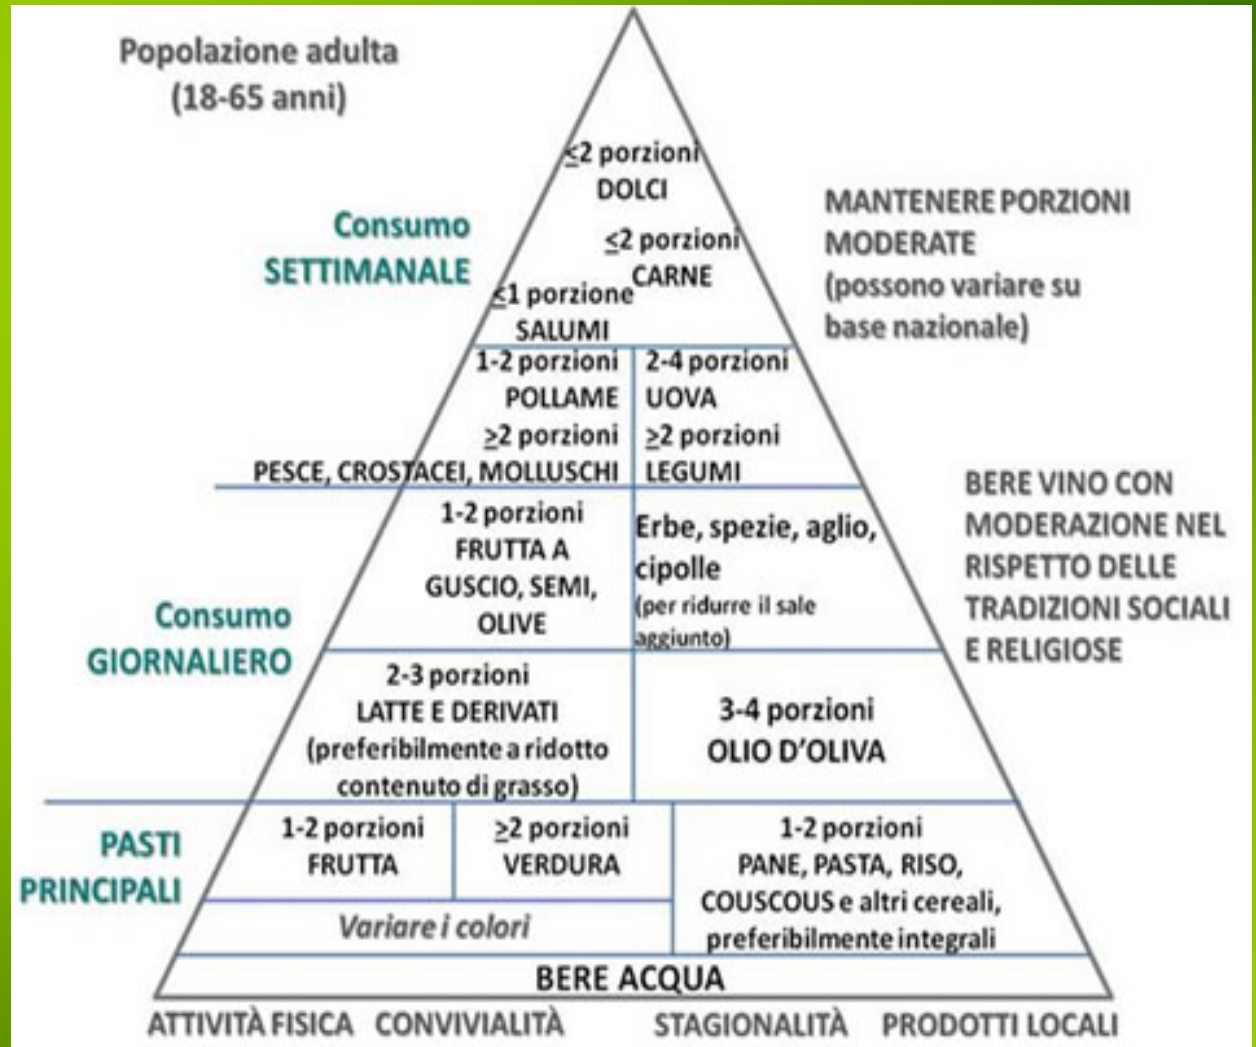 Popolazione adulta
(18-65 anni)
≤2 porzioni
DOLCI
Consumo
SETTIMANALE
≤2 porzioni
CARNE
≤1 porzione
SALUMI
MANTENERE PORZIONI
MODERATE
(possono variare su
base nazionale)
1-2 porzioni
POLLAME
≥2 porzioni
PESCE, CROSTACEI, MOLLUSCHI
2-4 porzioni
UOVA
≥2 porzioni
LEGUMI
BERE VINO CON
MODERAZIONE NEL
RISPETTO DELLE
TRADIZIONI SOCIALI
E RELIGIOSE
Consumo
GIORNALIERO
1-2 porzioni
FRUTTA A
GUSCIO, SEMI,
OLIVE
Erbe, spezie, aglio,
cipolle
(per ridurre il sale
aggiunto)
2-3 porzioni
LATTE E DERIVATI
(preferibilmente a ridotto
contenuto di grasso)
3-4 porzioni
OLIO D'OLIVA
PASTI
PRINCIPALI
1-2 porzioni
FRUTTA
≥2 porzioni
VERDURA
Variare i colori
1-2 porzioni
PANE, PASTA, RISO,
COUSCOUS e altri cereali,
preferibilmente integrali
BERE ACQUA
ATTIVITÀ FISICA CONVIVIALITÀ STAGIONALITÀ PRODOTTI LOCALI